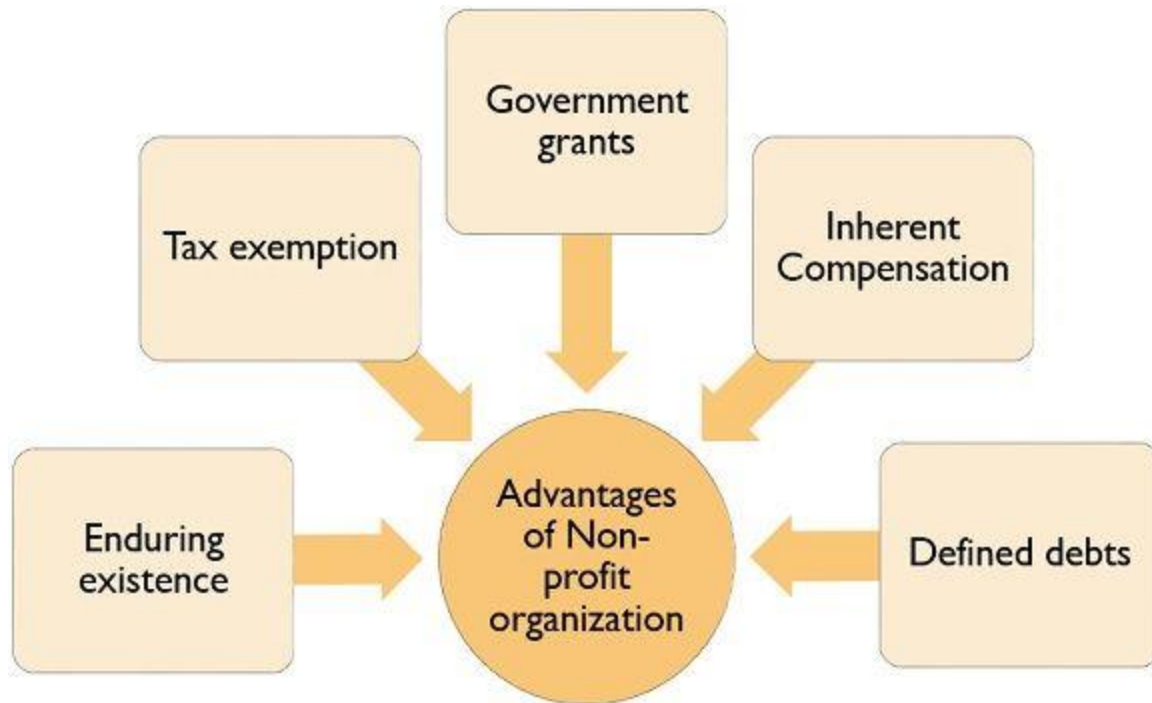 Government
grants
Tax exemption
Inherent
Compensation
Enduring
existence
Advantages
of Non-
profit
organization
Defined debts